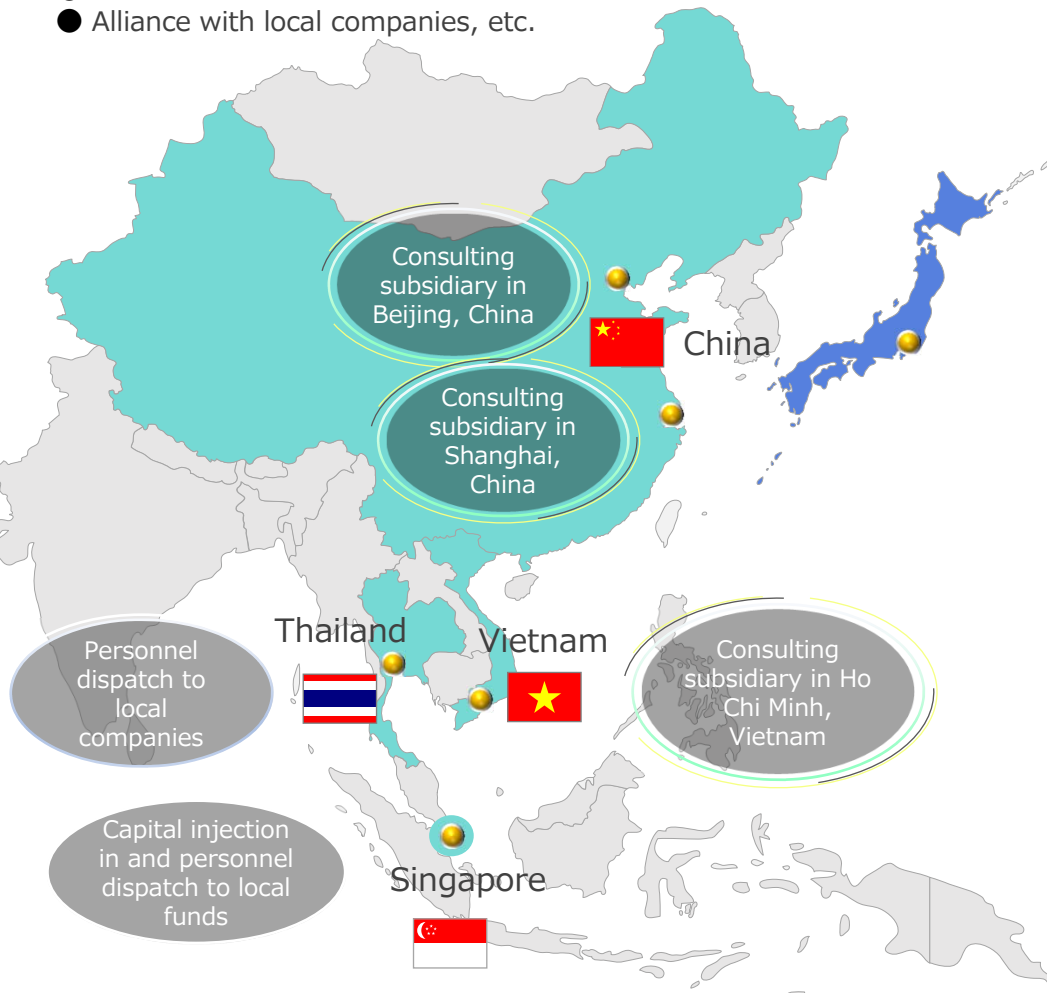 ● Alliance with local companies, etc.
Consulting
subsidiary in
Beijing, China
China
Consulting
subsidiary in
Shanghai,
China
Thailand
Vietnam
Personnel
dispatch to
local
companies
Consulting
subsidiary in Ho
Chi Minh,
Vietnam
Capital injection
in and personnel
dispatch to local
funds
Singapore